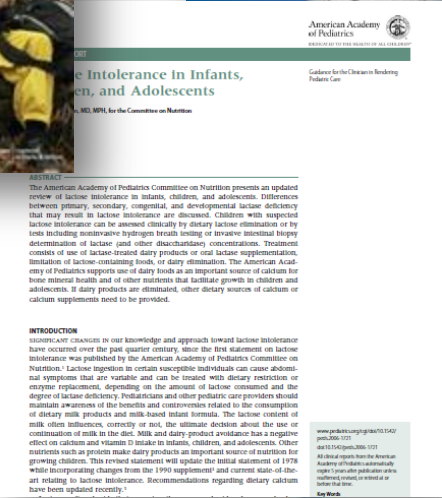 American Academy
of Pediatrics
DEDICATED TO THE HEALTH OF ALL CHILDREN
PORT
e Intolerance in Infants,
en, and Adolescents
Guidance for the Clinician in Rendering
Pediatric Care
, MD, MPH, for the Committee on Nutrition
ABSTRACT
The American Academy of Pediatrics Committee on Nutrition presents an updated
review of lactose intolerance in infants, children, and adolescents. Differences
between primary, secondary, congenital, and developmental lactase deficiency
that may result in lactose intolerance are discussed. Children with suspected
lactose intolerance can be assessed clinically by dietary lactose elimination or by
tests including noninvasive hydrogen breath testing or invasive intestinal biopsy
determination of lactase (and other disaccharidase) concentrations. Treatment
consists of use of lactase-treated dairy products or oral lactase supplementation,
limitation of lactose-containing foods, or dairy elimination. The American Acad-
emy of Pediatrics supports use of dairy foods as an important source of calcium for
bone mineral health and of other nutrients that facilitate growth in children and
adolescents. If dairy products are eliminated, other dietary sources of calcium or
calcium supplements need to be provided.
INTRODUCTION
SIGNIFICANT CHANGES IN our knowledge and approach toward lactose intolerance
have occurred over the past quarter century, since the first statement on lactose
intolerance was published by the American Academy of Pediatrics Committee on
Nutrition.1 Lactose ingestion in certain susceptible individuals can cause abdomi-
nal symptoms that are variable and can be treated with dietary restriction or
enzyme replacement, depending on the amount of lactose consumed and the
degree of lactase deficiency. Pediatricians and other pediatric care providers should
maintain awareness of the benefits and controversies related to the consumption
of dietary milk products and milk-based infant formula. The lactose content of
milk often influences, correctly or not, the ultimate decision about the use or
continuation of milk in the diet. Milk and dairy-product avoidance has a negative
effect on calcium and vitamin D intake in infants, children, and adolescents. Other
nutrients such as protein make dairy products an important source of nutrition for
growing children. This revised statement will update the initial statement of 1978
while incorporating changes from the 1990 supplement2 and current state-of-the-
art relating to lactose intolerance. Recommendations regarding dietary calcium
have been updated recently.3
www.pediatrics.org/cgi/doi/10.1542/
peds.2006-1721
doi:10.1542/peds.2006-1721
All clinical reports from the American
Academy of Pediatrics automatically
expire 5 years after publication unless
reaffirmed, revised, or retired at or
before that time.
Key Words